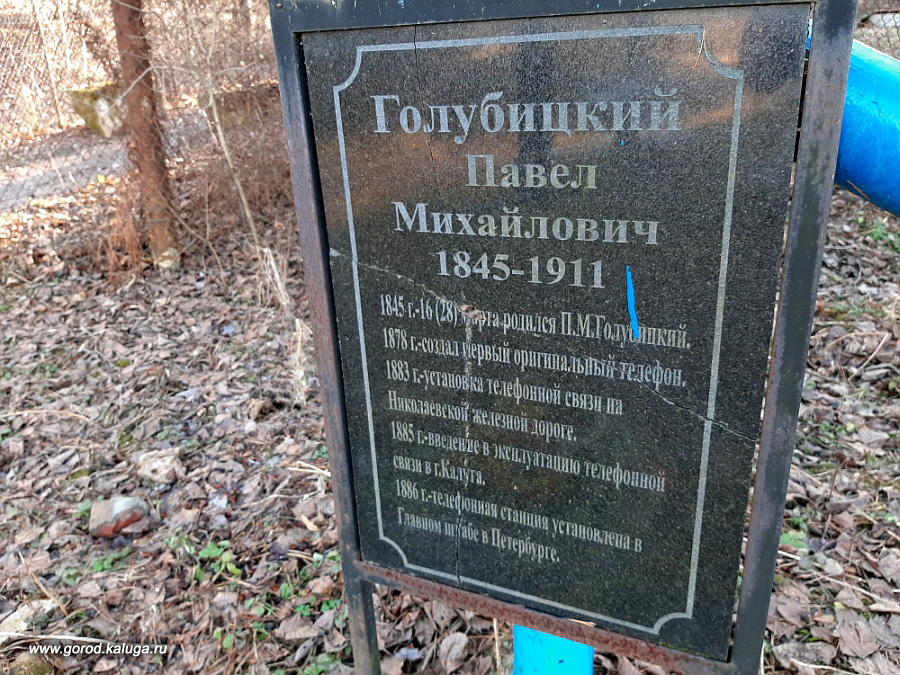 Голубицкий
Павел
Михайлович
1845-1911
1845 г.-16 (28) марта родился П.М.Голубицкий.
1878 г.-создал первый оригинальный телефон.
1883 г.-установка телефонной связи на
Николаевской железной дороге.
1885 г.-введение в эксплуатацию телефонной
связи в г.Калуга.
1886 г.-телефонная станция установлена в
Главном штабе в Петербурге.
www.gorod.kaluga.ru